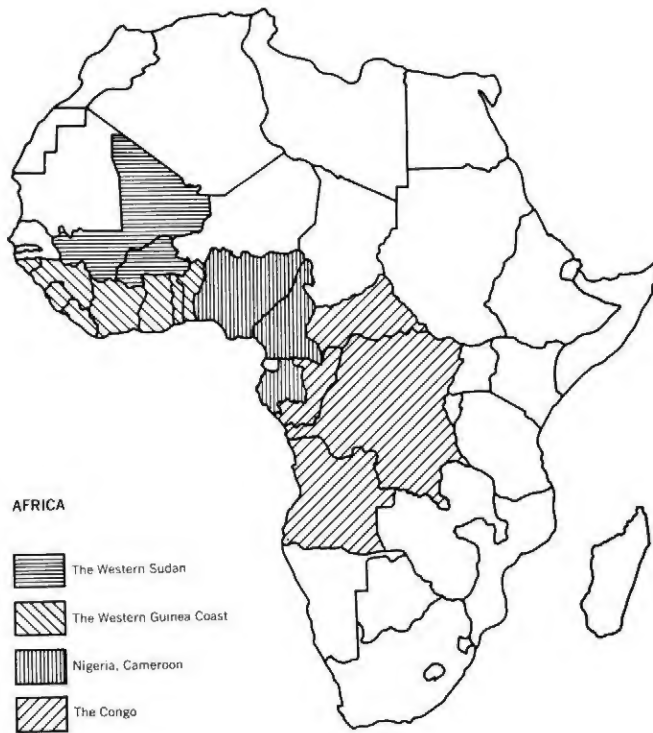 AFRICA
The Western Sudan
The Western Guinea Coast
Nigeria, Cameroon
The Congo